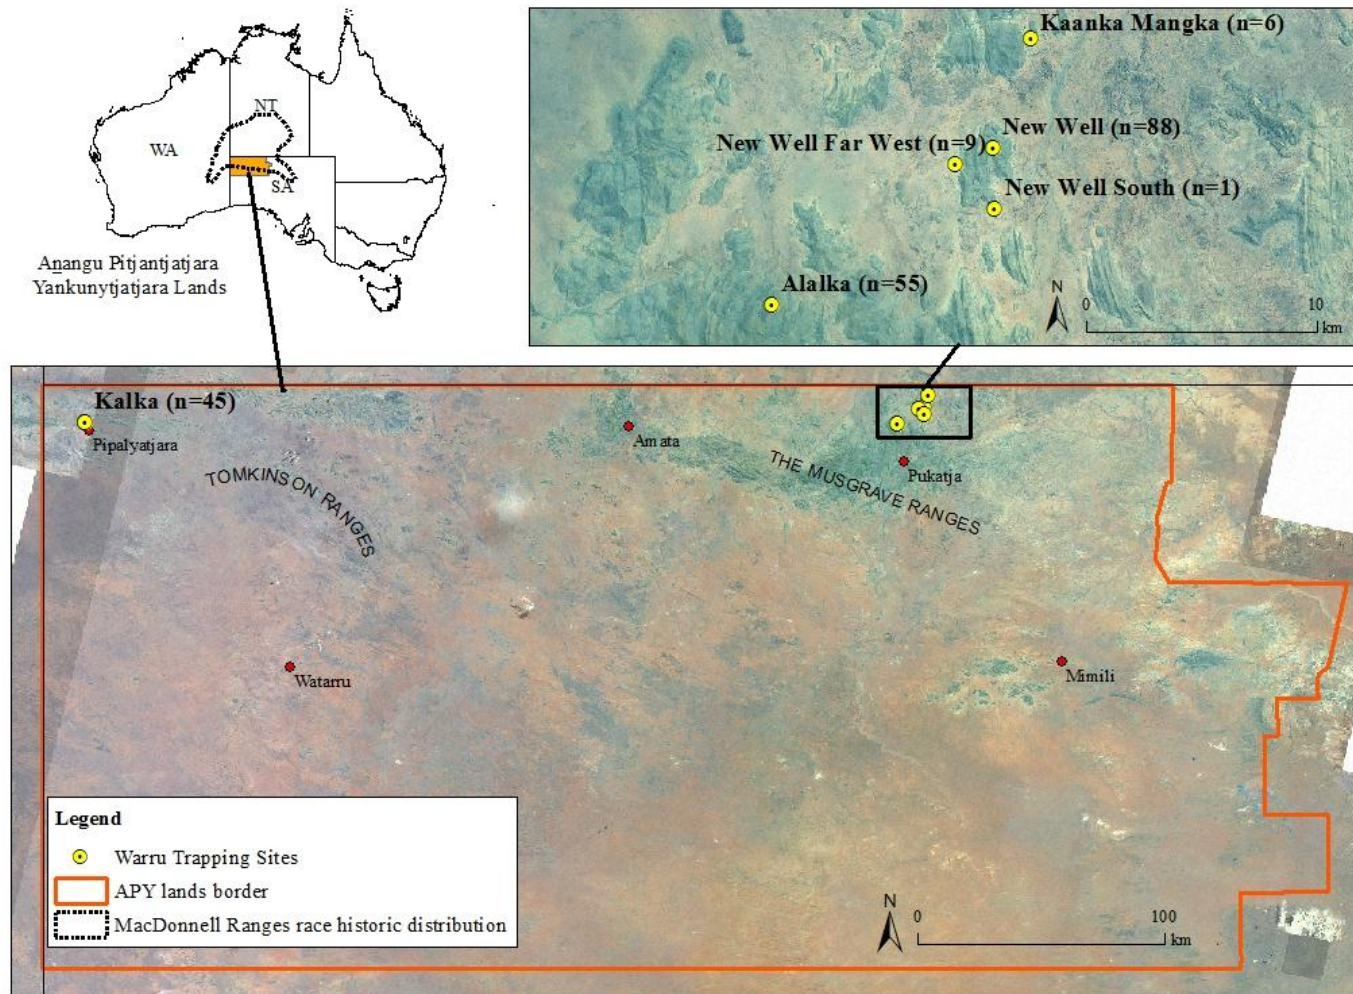 NT
WA
SA
Anangu Pitjantjatjara
Yankunytjatjara Lands
Kaanka Mangka (n=6)
New Well (n=88)
New Well Far West (n=9)
New Well South (n=1)
Alalka (n=55)
N
0 10
km
Kalka (n=45)
Pipalyatjara
Amata
TOMKINSON RANGES
THE MUSGRAVE RANGES
Pukatja
Watarru
Mimili
Legend
Warru Trapping Sites
APY lands border
MacDonnell Ranges race historic distribution
N
0 100
km